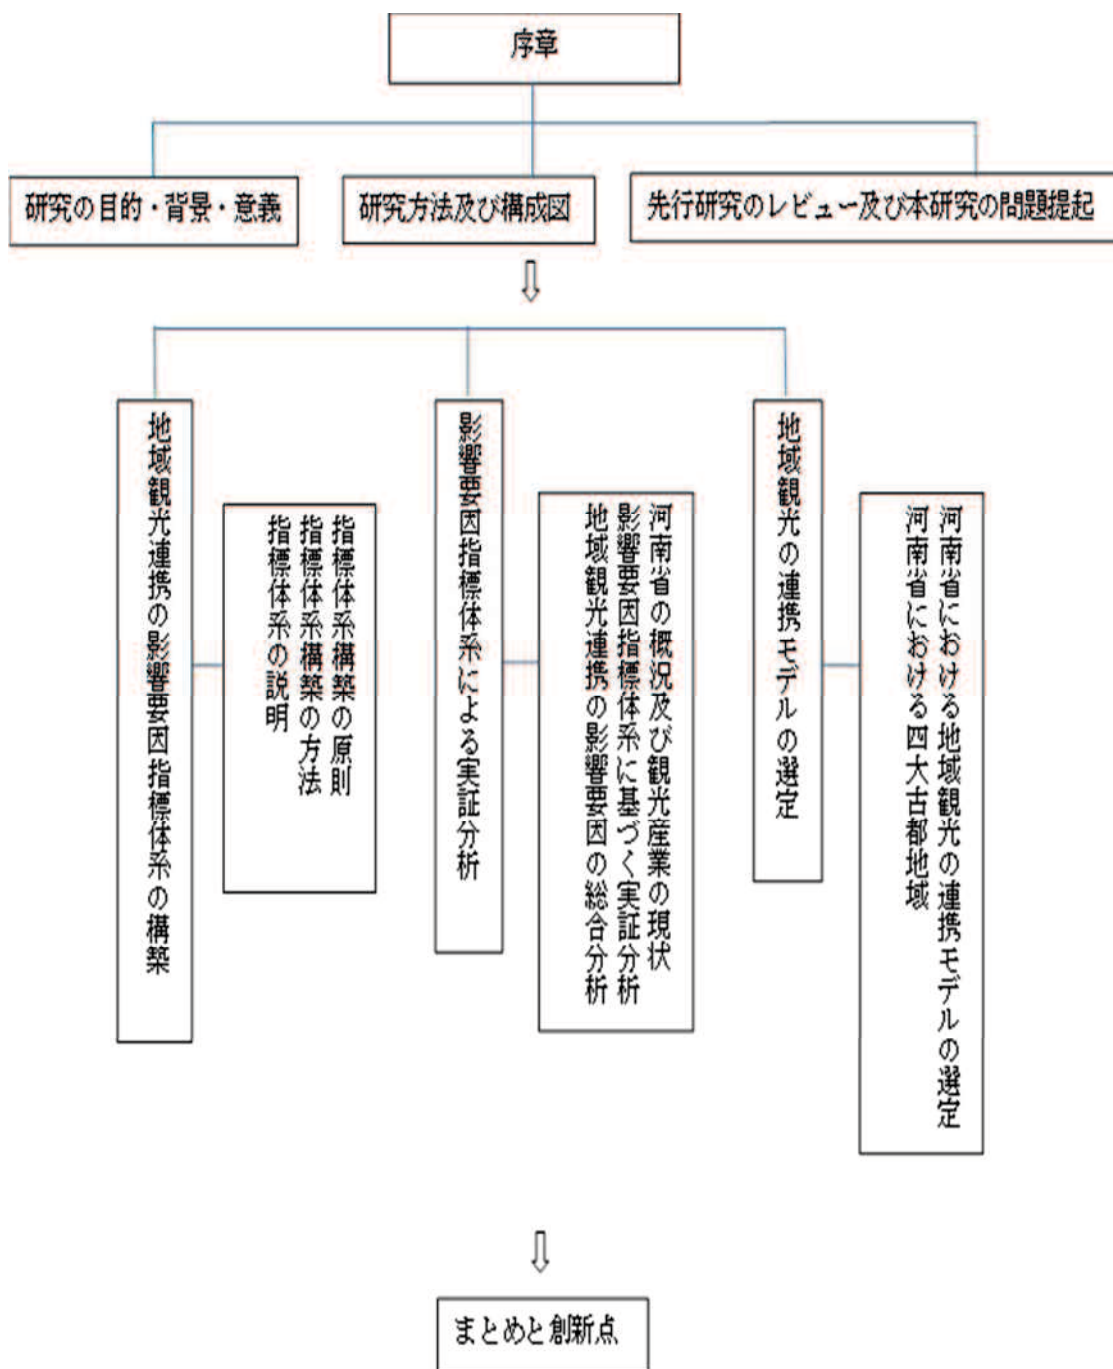 序章
研究の目的・背景・意義
研究方法及び構成図
先行研究のレビュー及び本研究の問題提起
地域観光連携の影響要因指標体系の構築
指標体系構築の原則
指標体系構築の方法
指標体系の説明
影響要因指標体系による実証分析
河南省の概況及び観光産業の現状
影響要因指標体系に基づく実証分析
地域観光連携の影響要因の総合分析
地域観光の連携モデルの選定
河南省における地域観光の連携モデルの選定
河南省における四大古都地域
まとめと創新点